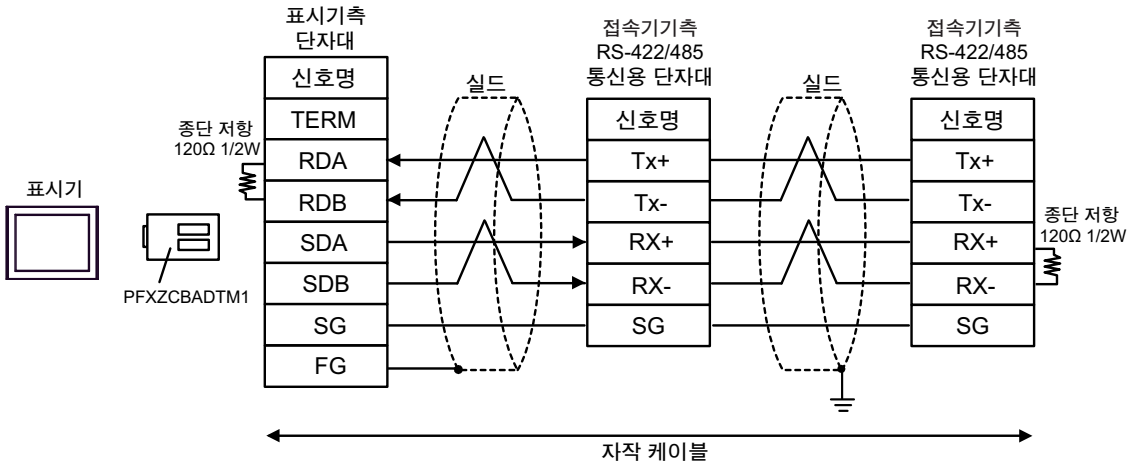 표시기측
단자대
신호명
TERM
RDA
RDB
SDA
SDB
SG
FG
종단 저항
120Ω 1/2W
표시기
PFXZCBADTM1
실드
접속기기측
RS-422/485
통신용 단자대
신호명
Tx+
Tx-
RX+
RX-
SG
실드
접속기기측
RS-422/485
통신용 단자대
신호명
Tx+
Tx-
RX+
RX-
SG
종단 저항
120Ω 1/2W
자작 케이블